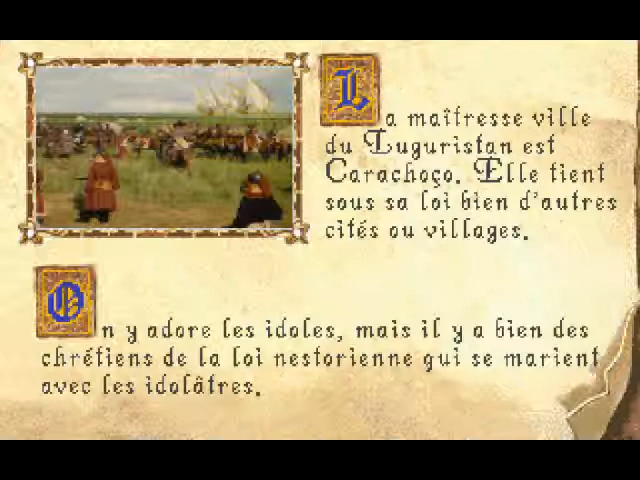 La maîtresse ville
du Luguristan est
Carachoço. Elle tient
sous sa loi bien d'autres
cités ou villages.
On y adore les idoles, mais il y a bien des
chrétiens de la loi nestorienne qui se marient
avec les idolâtres.